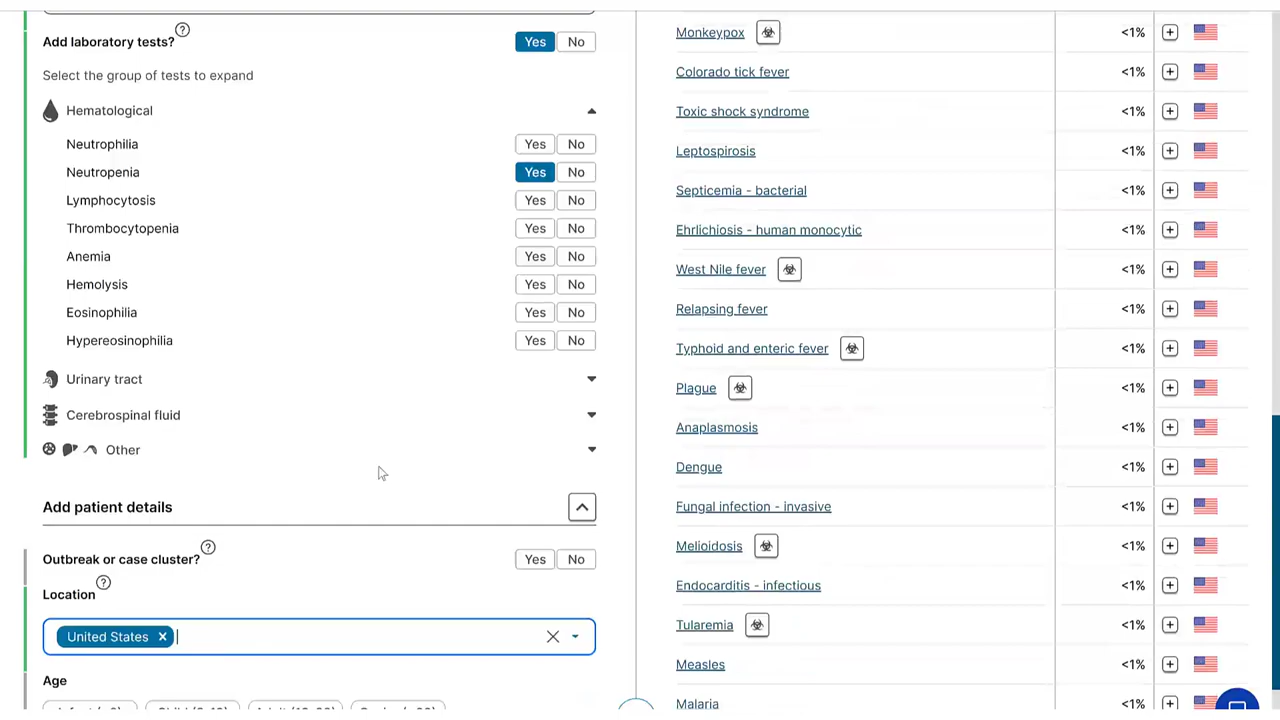 Add laboratory tests? ?
Yes No
Select the group of tests to expand
Hematological
Neutrophilia Yes No
Neutropenia Yes No
Lymphocytosis Yes No
Thrombocytopenia Yes No
Anemia Yes No
Hemolysis Yes No
Eosinophilia Yes No
Hypereosinophilia Yes No
Urinary tract
Cerebrospinal fluid
Other
Add patient details
Outbreak or case cluster? ? Yes No
Location ?
United States
Age
Monkeypox <1%
Colorado tick fever <1%
Toxic shock syndrome <1%
Leptospirosis <1%
Septicemia - bacterial <1%
Ehrlichiosis - human monocytic <1%
West Nile fever <1%
Relapsing fever <1%
Typhoid and enteric fever <1%
Plague <1%
Anaplasmosis <1%
Dengue <1%
Fungal infection - invasive <1%
Melioidosis <1%
Endocarditis - infectious <1%
Tularemia <1%
Measles <1%
Malaria <1%